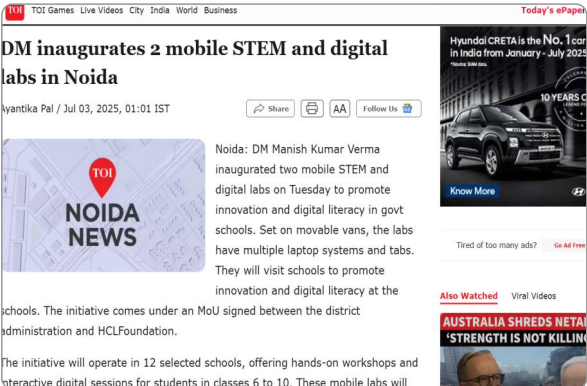 TOI TOI Games Live Videos City India World Business Today's ePaper
DM inaugurates 2 mobile STEM and digital
labs in Noida
Ayantika Pal / Jul 03, 2025, 01:01 IST
Share AA Follow Us
TOI
NOIDA
NEWS
Noida: DM Manish Kumar Verma
inaugurated two mobile STEM and
digital labs on Tuesday to promote
innovation and digital literacy in govt
schools. Set on movable vans, the labs
have multiple laptop systems and tabs.
They will visit schools to promote
innovation and digital literacy at the
schools. The initiative comes under an MoU signed between the district
administration and HCLFoundation.
The initiative will operate in 12 selected schools, offering hands-on workshops and
interactive digital sessions for students in classes 6 to 10. These mobile labs will
Hyundai CRETA is the No. 1 car
in India from January - July 2025
10 YEARS O
Know More
Tired of too many ads? Go Ad Free
Also Watched Viral Videos
AUSTRALIA SHREDS NETA
'STRENGTH IS NOT KILLIN